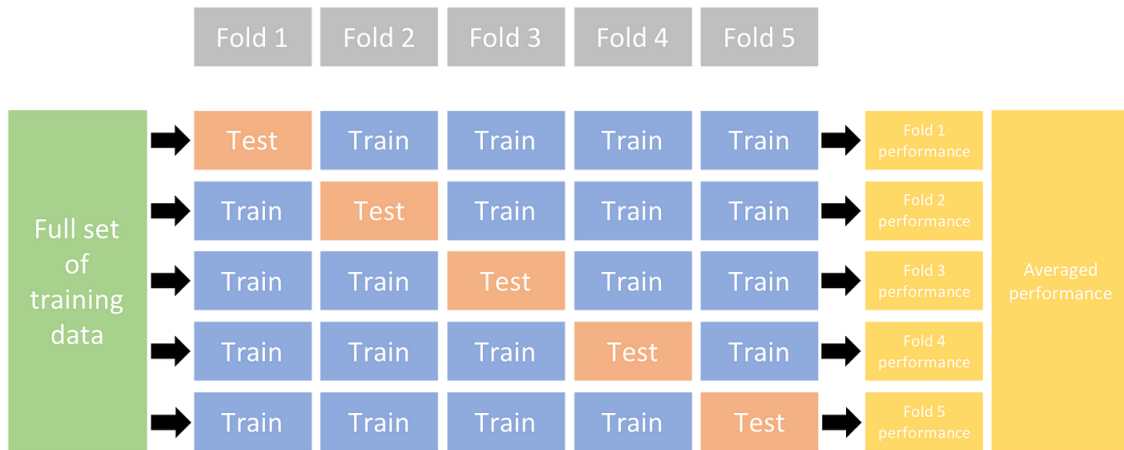 Fold 1 Fold 2 Fold 3 Fold 4 Fold 5
Full set
of
training
data
Test Train Train Train Train
Train Test Train Train Train
Train Train Test Train Train
Train Train Train Test Train
Train Train Train Train Test
Fold 1
performance
Fold 2
performance
Fold 3
performance
Fold 4
performance
Fold 5
performance
Averaged
performance